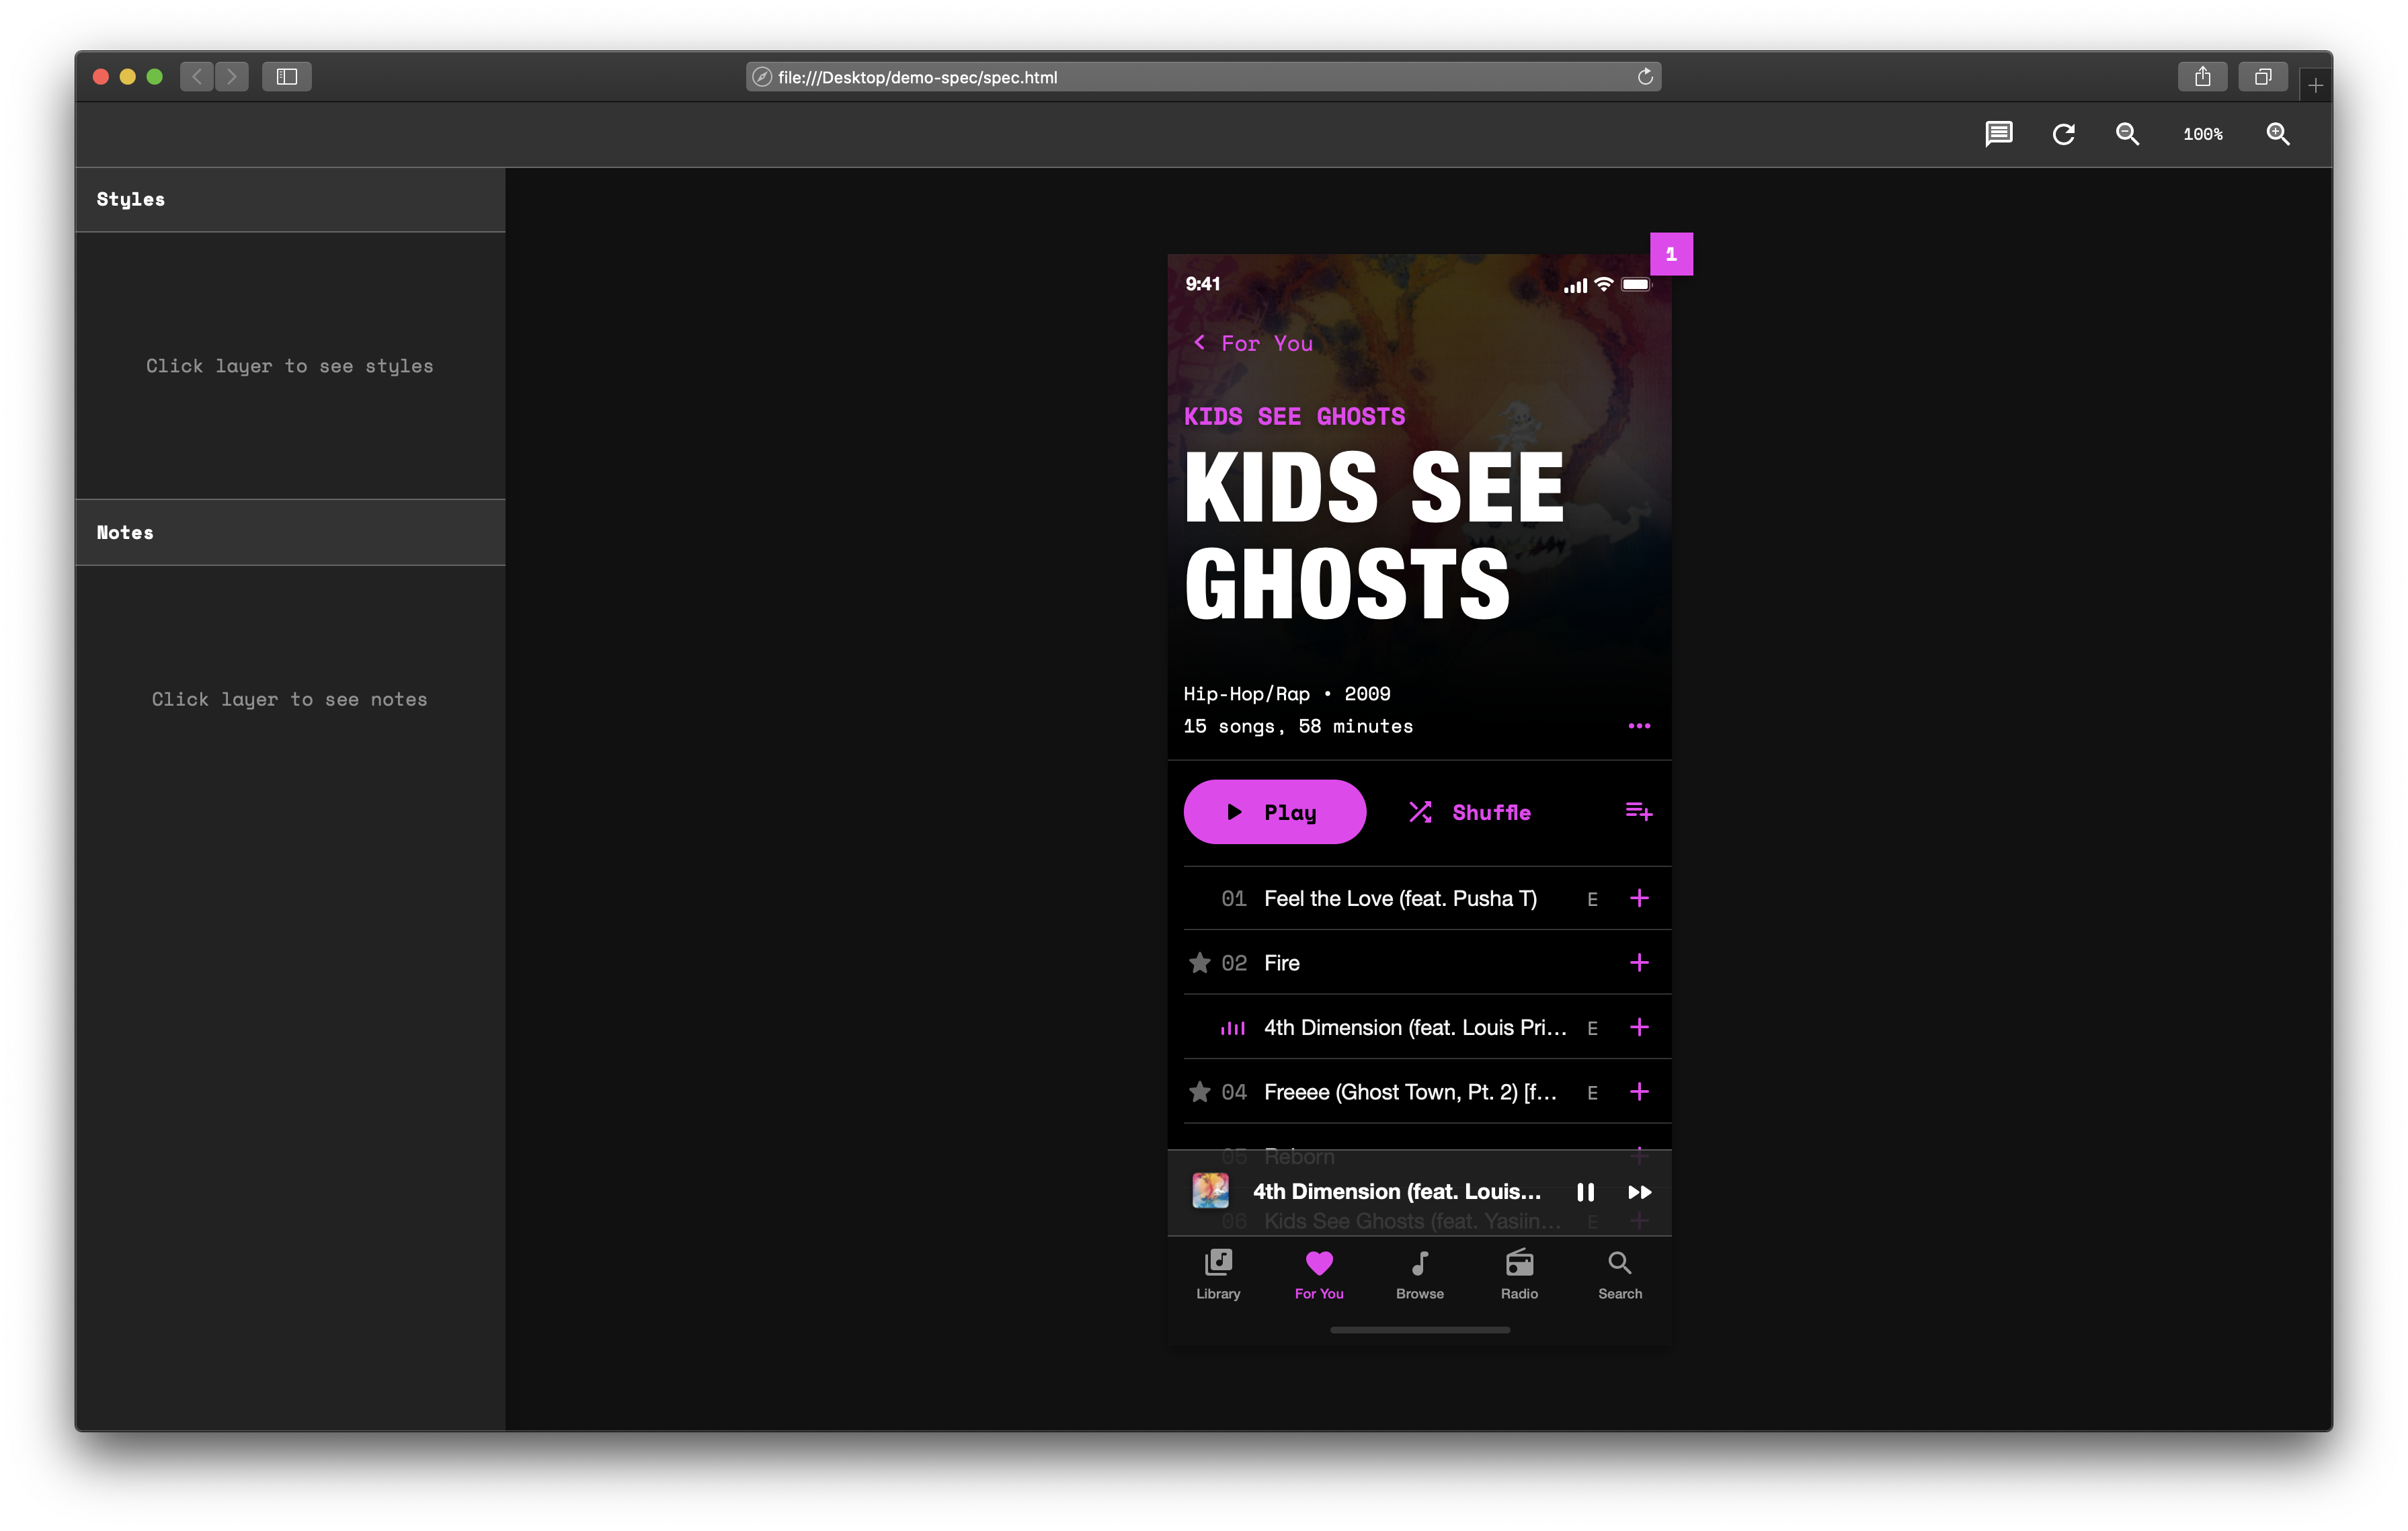 file:///Desktop/demo-spec/spec.html
100%
Styles
Click layer to see styles
Notes
Click layer to see notes
1
9:41
For You
KIDS SEE GHOSTS
KIDS SEE
GHOSTS
Hip-Hop/Rap • 2009
15 songs, 58 minutes
Play
Shuffle
01 Feel the Love (feat. Pusha T) E
02 Fire
4th Dimension (feat. Louis Pri... E
04 Freeee (Ghost Town, Pt. 2) [f... E
05 Reborn
4th Dimension (feat. Louis...
06 Kids See Ghosts (feat. Yasiin... E
Library For You Browse Radio Search